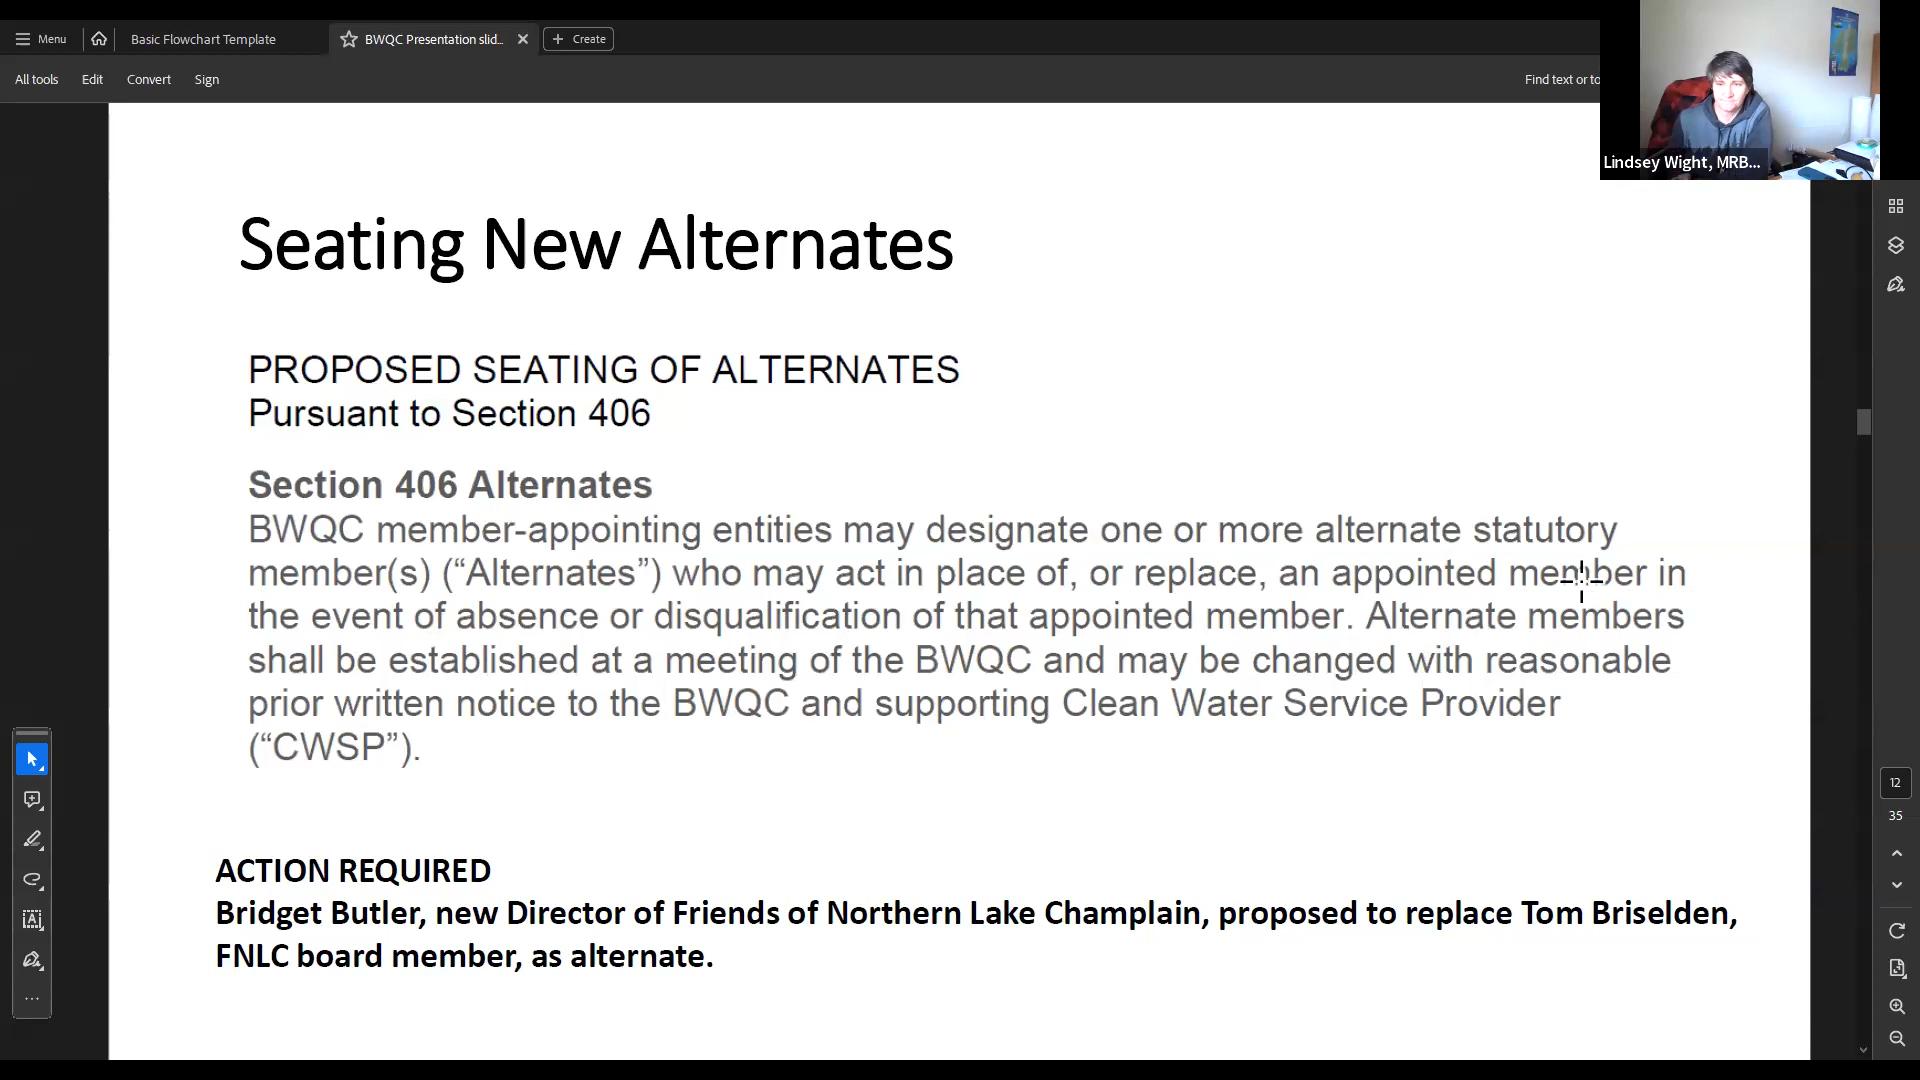 Menu
Basic Flowchart Template
BWQC Presentation slid...
Create
All tools
Edit
Convert
Sign
Find text or to
Lindsey Wight, MRB...
Seating New Alternates
PROPOSED SEATING OF ALTERNATES
Pursuant to Section 406
Section 406 Alternates
BWQC member-appointing entities may designate one or more alternate statutory
member(s) (“Alternates”) who may act in place of, or replace, an appointed member in
the event of absence or disqualification of that appointed member. Alternate members
shall be established at a meeting of the BWQC and may be changed with reasonable
prior written notice to the BWQC and supporting Clean Water Service Provider
(“CWSP”).
ACTION REQUIRED
Bridget Butler, new Director of Friends of Northern Lake Champlain, proposed to replace Tom Briselden,
FNLC board member, as alternate.
12
35